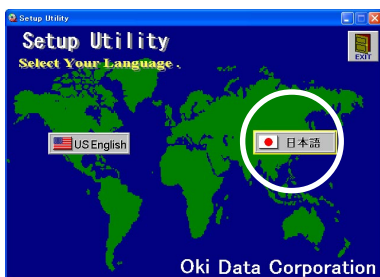 Setup Utility
Setup Utility
EXIT
Select Your Language .
US English
日本語
Oki Data Corporation